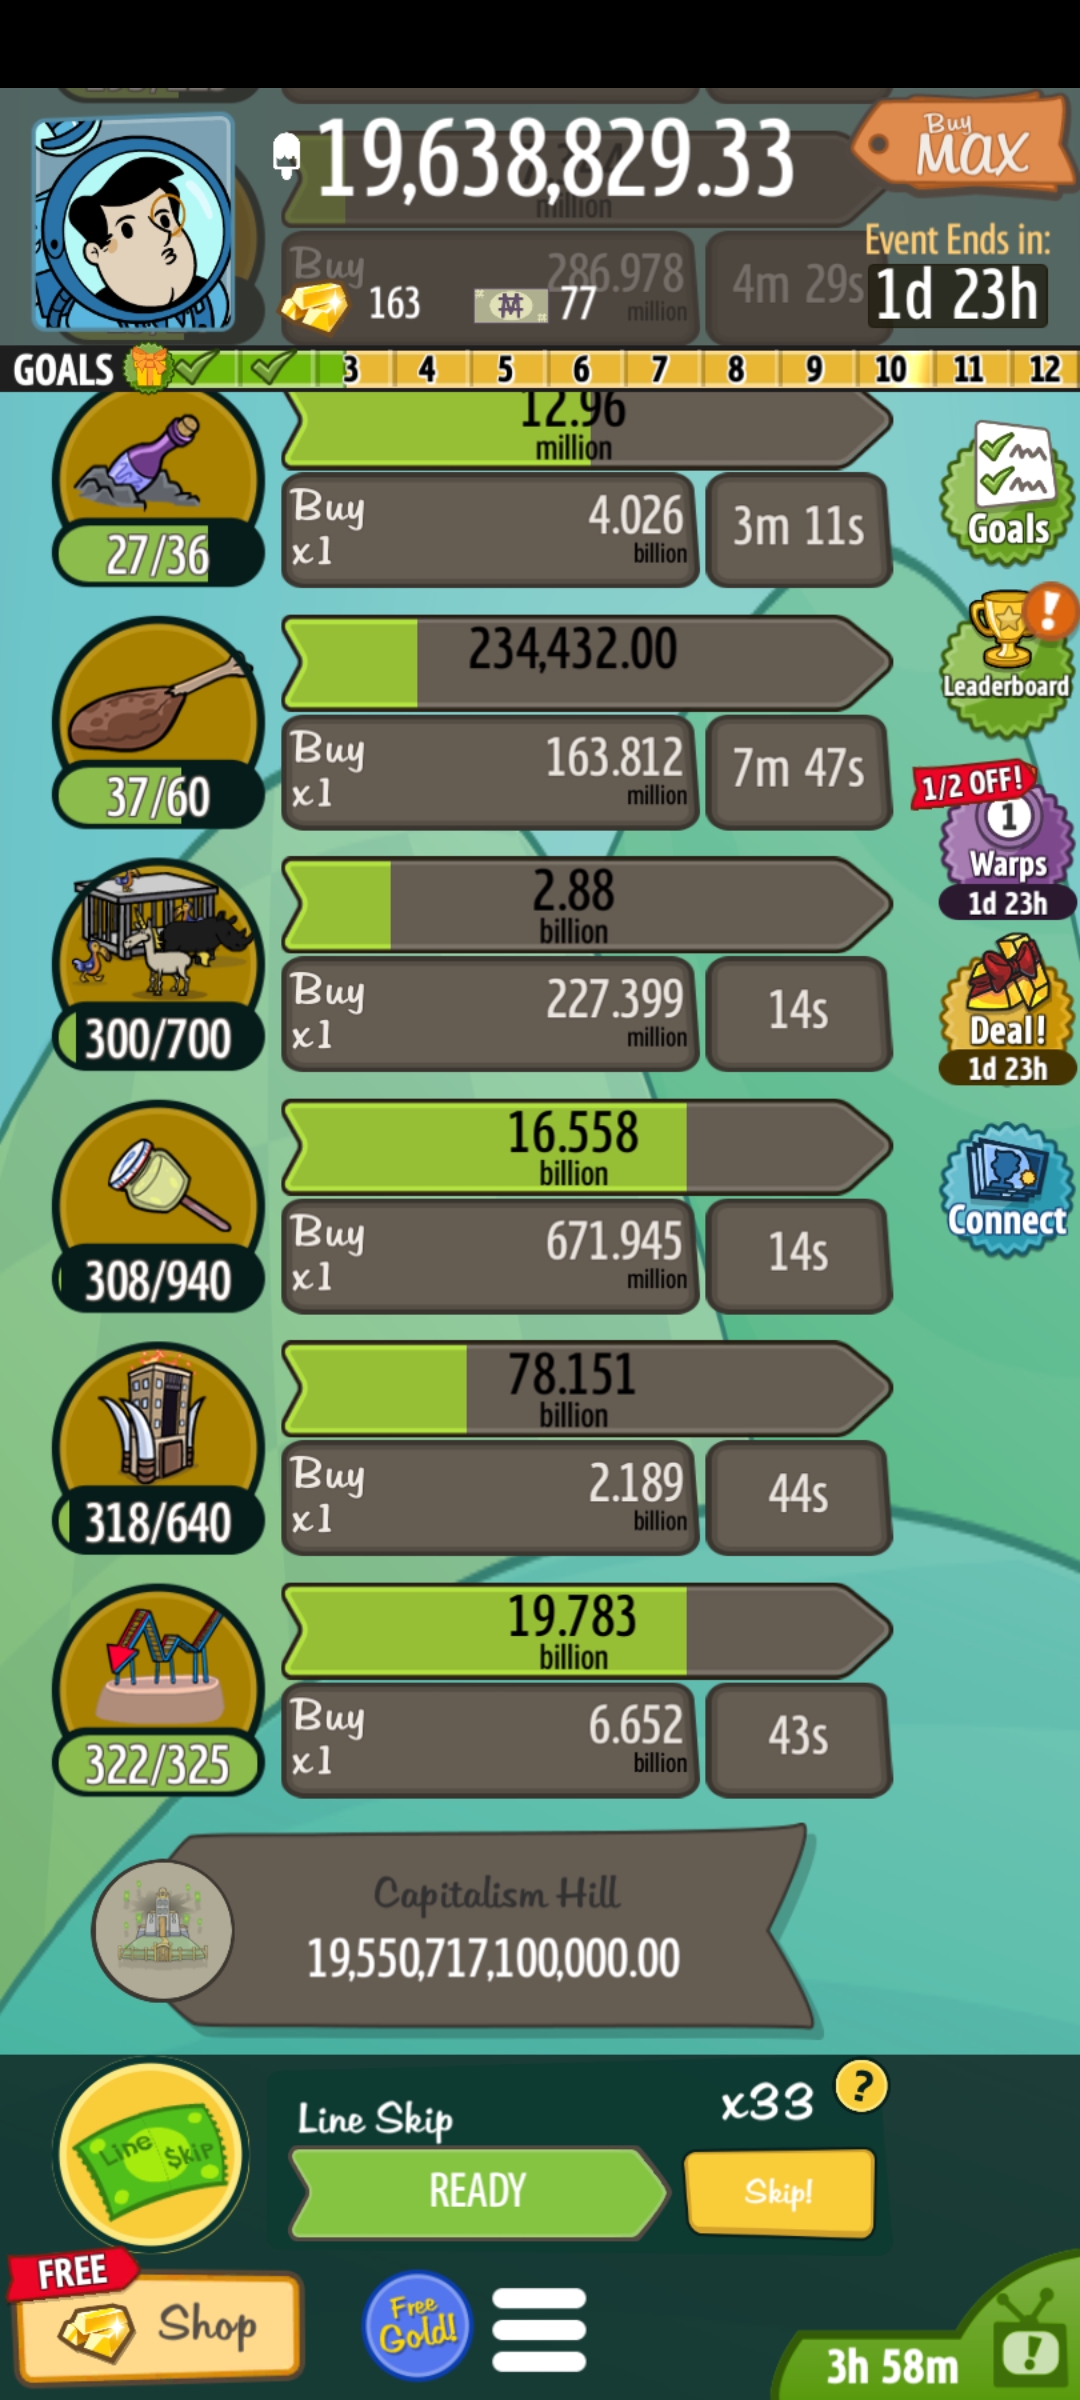 19,638,829.33
Buy
MAX
million
Buy
286.978
million
4m 29s
Event Ends in:
1d 23h
163
77
GOALS
3
4
5
6
7
8
9
10
11
12
12.96
million
27/36
Buy
x1
4.026
billion
3m 11s
Goals
234,432.00
37/60
Buy
x1
163.812
million
7m 47s
Leaderboard
1/2 OFF!
1
Warps
1d 23h
2.88
billion
300/700
Buy
x1
227.399
million
14s
Deal!
1d 23h
16.558
billion
308/940
Buy
x1
671.945
million
14s
Connect
78.151
billion
318/640
Buy
x1
2.189
billion
44s
19.783
billion
322/325
Buy
x1
6.652
billion
43s
Capitalism Hill
19,550,717,100,000.00
Line $kip
Line Skip
x33
?
READY
Skip!
FREE
Shop
Free
Gold!
3h 58m
!